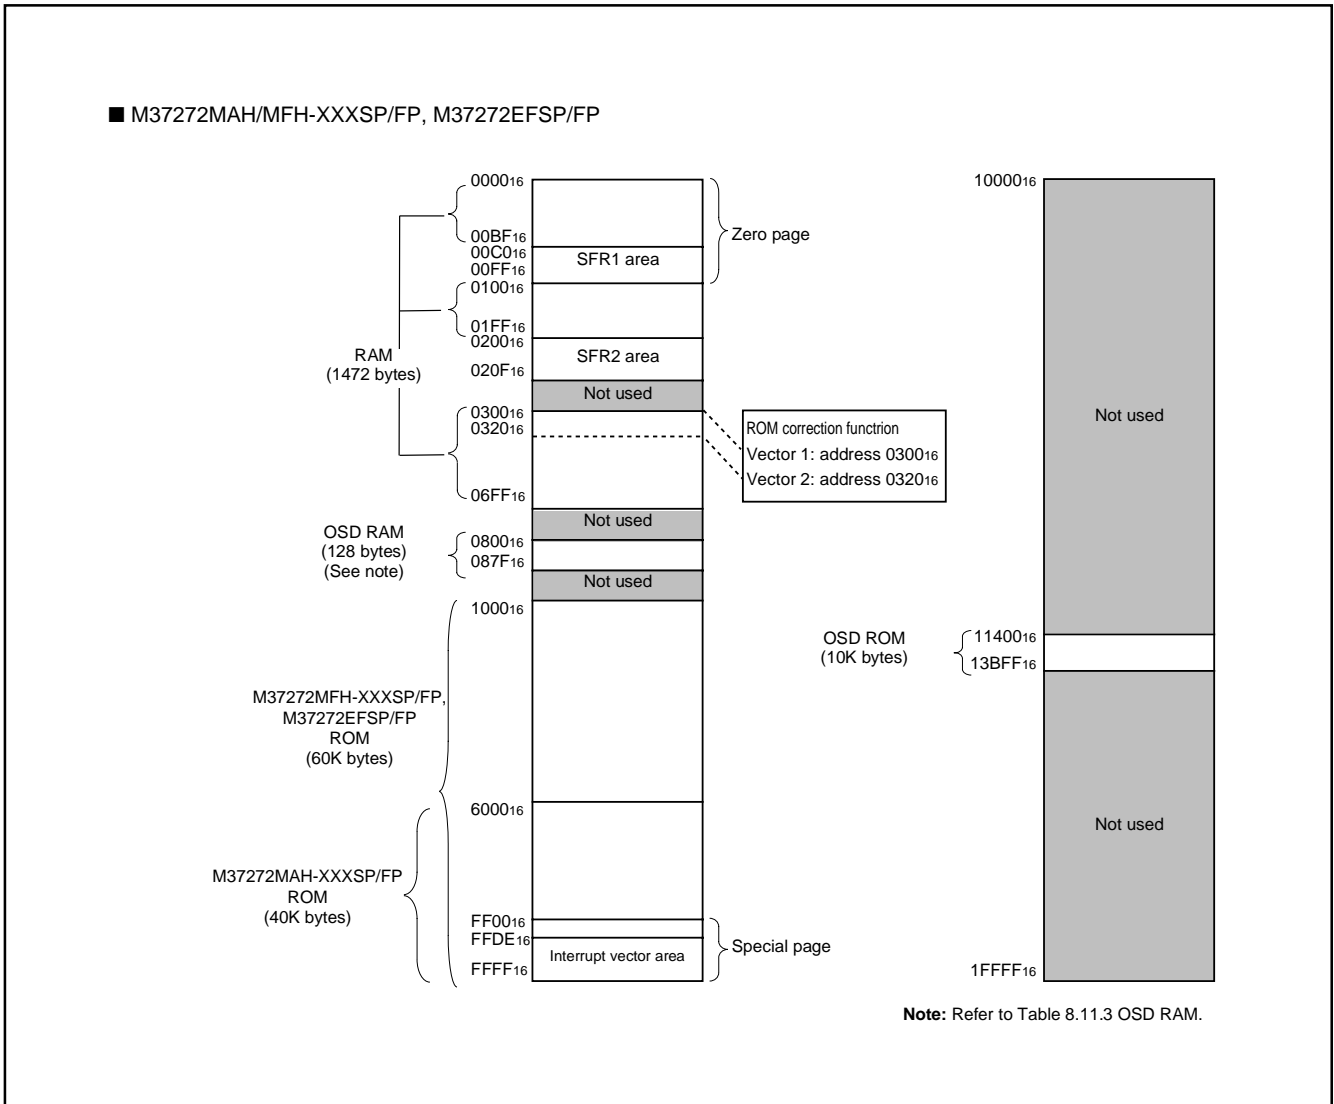 ■ M37272MAH/MFH-XXXSP/FP, M37272EFSP/FP
000016
00BF16
00C016
00FF16
010016
01FF16
020016
020F16
030016
032016
06FF16
080016
087F16
100016
600016
FF0016
FFDE16
FFFF16
RAM
(1472 bytes)
OSD RAM
(128 bytes)
(See note)
M37272MFH-XXXSP/FP,
M37272EFSP/FP
ROM
(60K bytes)
M37272MAH-XXXSP/FP
ROM
(40K bytes)
SFR1 area
SFR2 area
Not used
Not used
Not used
Interrupt vector area
Zero page
ROM correction functrion
Vector 1: address 030016
Vector 2: address 032016
Special page
1000016
Not used
OSD ROM
(10K bytes)
1140016
13BFF16
Not used
1FFFF16
Note: Refer to Table 8.11.3 OSD RAM.